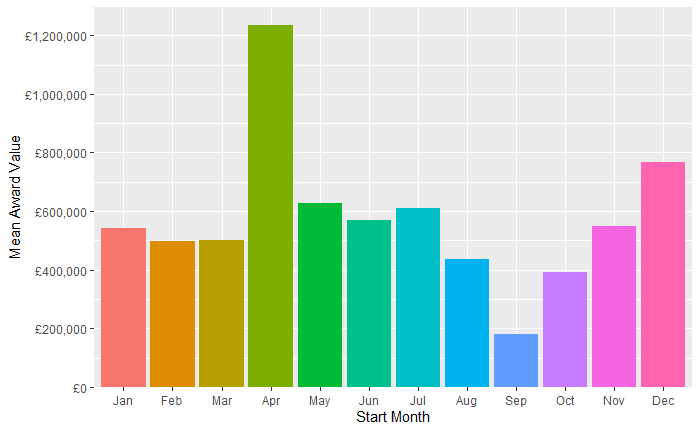 Mean Award Value
£1,200,000
£1,000,000
£800,000
£600,000
£400,000
£200,000
£0
Jan Feb Mar Apr May Jun Jul Aug Sep Oct Nov Dec
Start Month